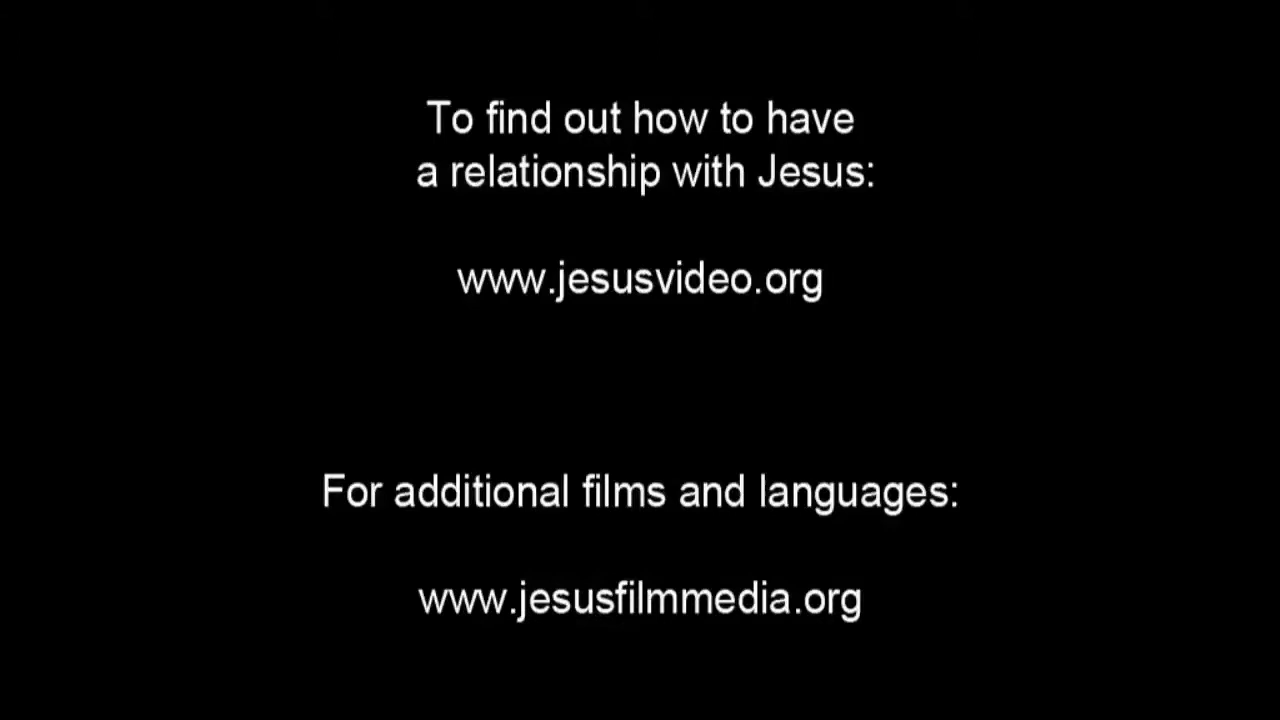 To find out how to have
a relationship with Jesus:
www.jesusvideo.org
For additional films and languages:
www.jesusfilmmedia.org